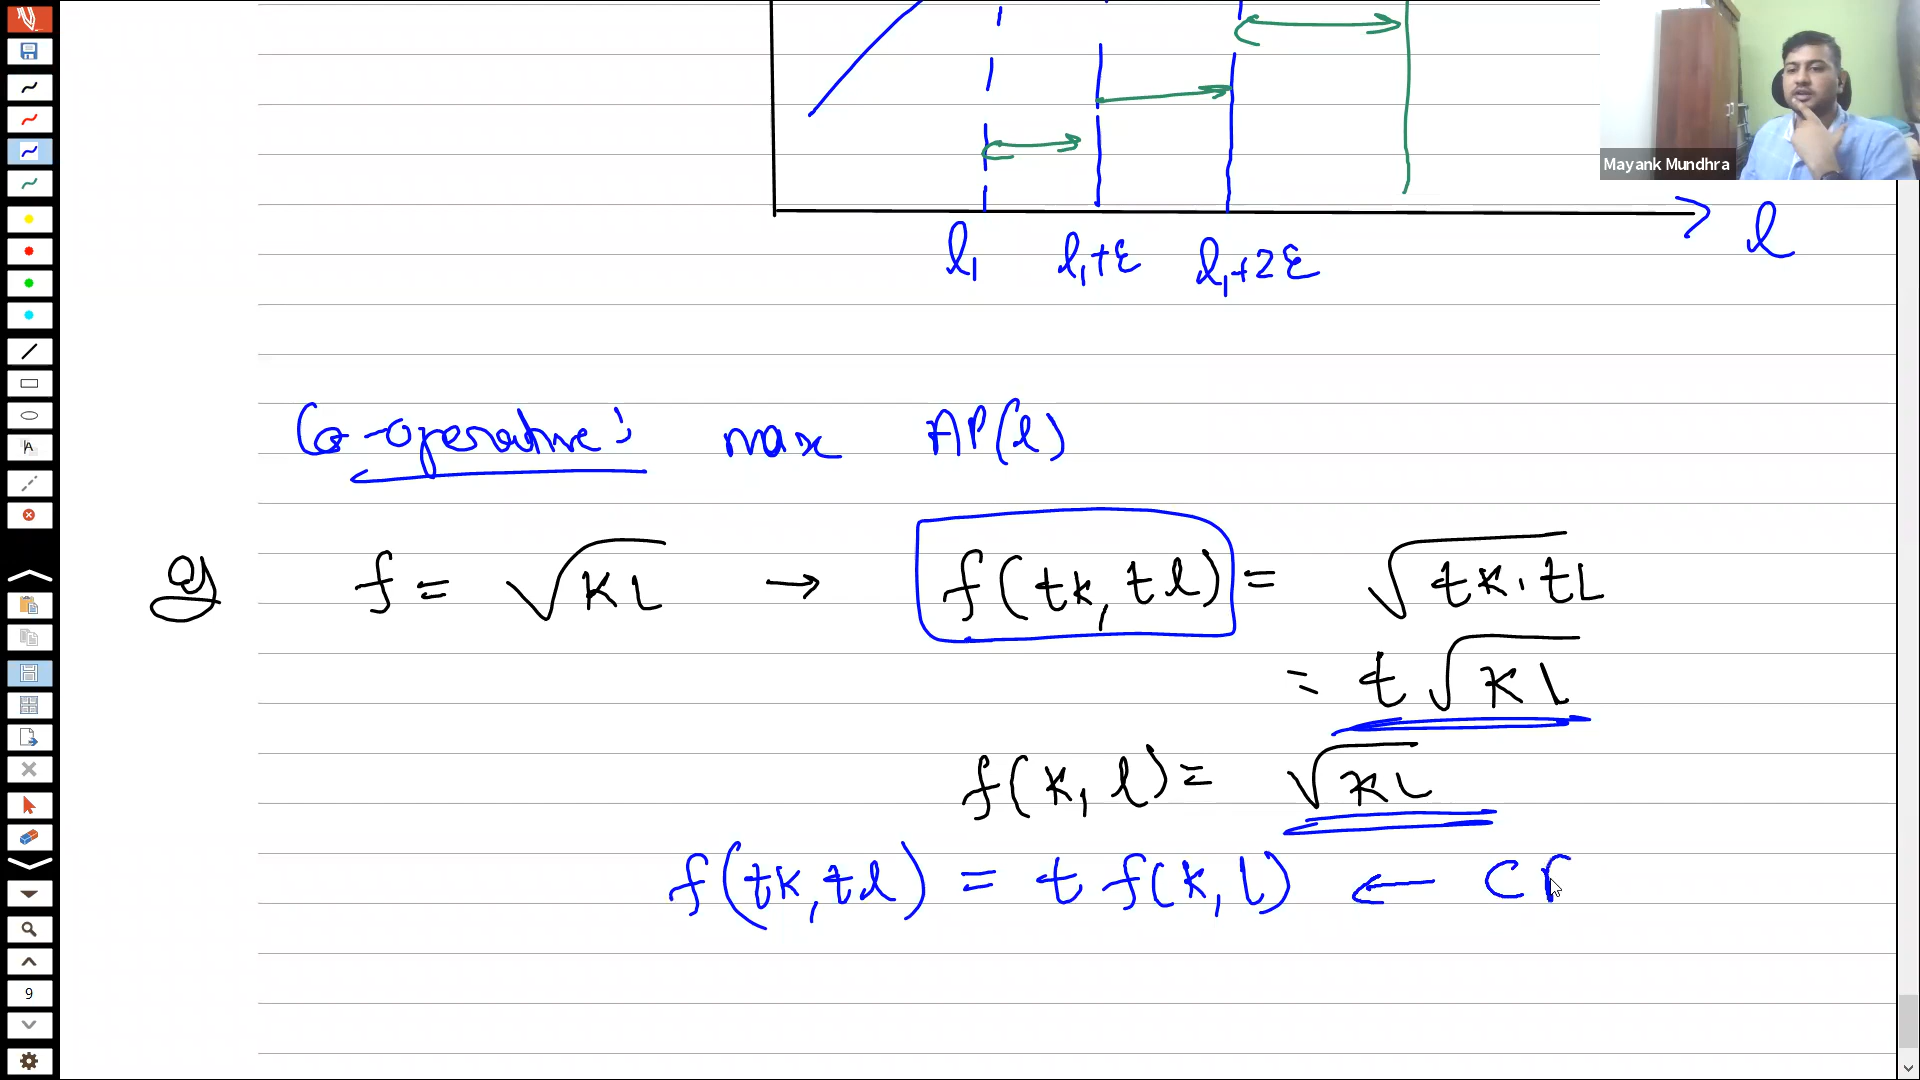 Mayank Mundhra
l
l₁ l₁+ε l₁+2ε
Co-operative: max AP(l)
eg f = √KL → f(tk, tl) = √tK.tL
= t√KL
f(k, l) = √KL
f(tk, tl) = t f(k, l) ← C
A
9